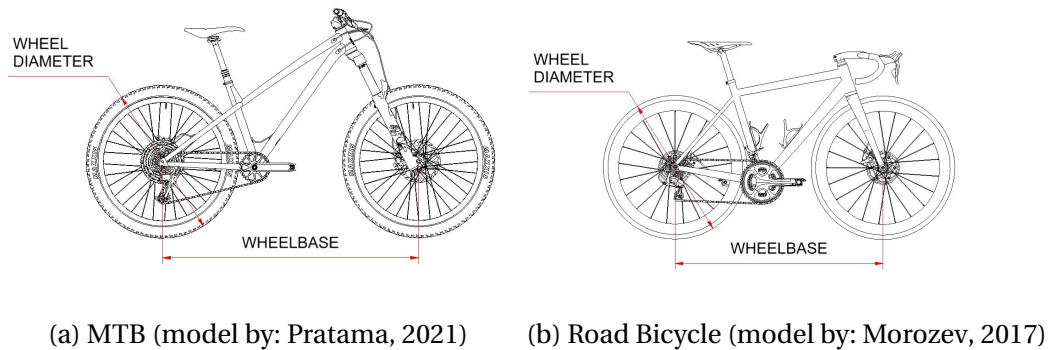 WHEEL
DIAMETER
WHEELBASE
WHEEL
DIAMETER
WHEELBASE
(a) MTB (model by: Pratama, 2021)
(b) Road Bicycle (model by: Morozev, 2017)